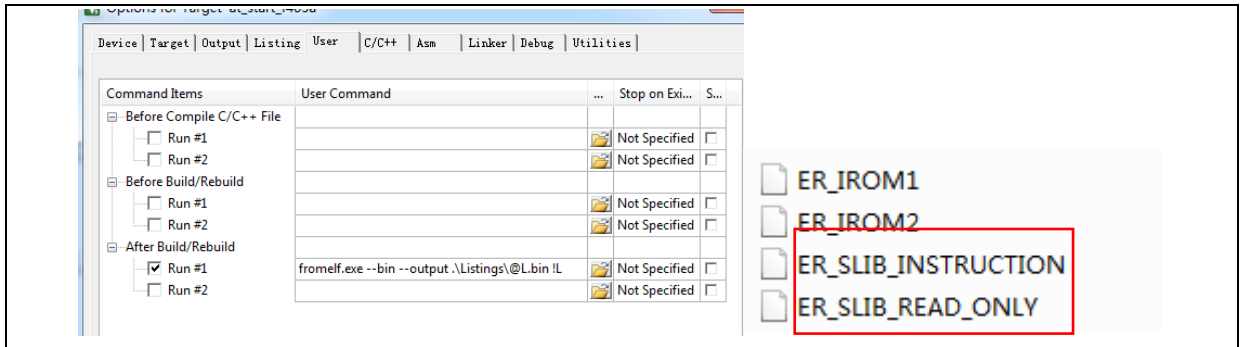 Options for Target 'at_start_f403a'
Device Target Output Listing User C/C++ Asm Linker Debug Utilities
Command Items User Command ... Stop on Exi... S...
Before Compile C/C++ File
Run #1 Not Specified
Run #2 Not Specified
Before Build/Rebuild
Run #1 Not Specified
Run #2 Not Specified
After Build/Rebuild
Run #1 fromelf.exe --bin --output .\Listings\@L.bin !L Not Specified
Run #2 Not Specified
ER_IROM1
ER_IROM2
ER_SLIB_INSTRUCTION
ER_SLIB_READ_ONLY